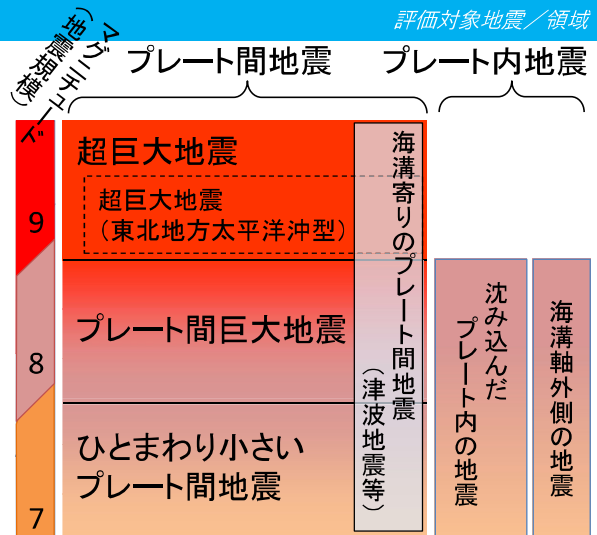 評価対象地震／領域
マグニチュード
（地震規模）
プレート間地震
プレート内地震
9
8
7
超巨大地震
超巨大地震
（東北地方太平洋沖型）
プレート間巨大地震
ひとまわり小さい
プレート間地震
海溝寄りのプレート間地震
（津波地震等）
沈み込んだ
プレート内の地震
海溝軸外側の地震